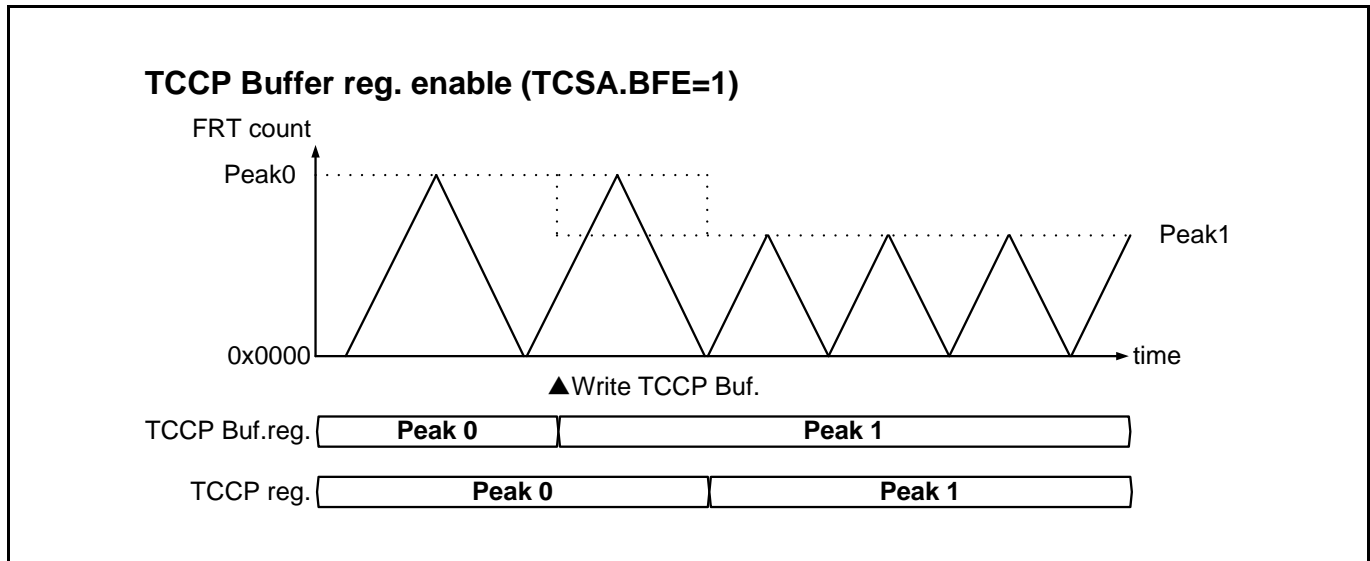 TCCP Buffer reg. enable (TCSA.BFE=1)
FRT count
Peak0
Peak1
0x0000
time
▲Write TCCP Buf.
TCCP Buf.reg. Peak 0 Peak 1
TCCP reg. Peak 0 Peak 1